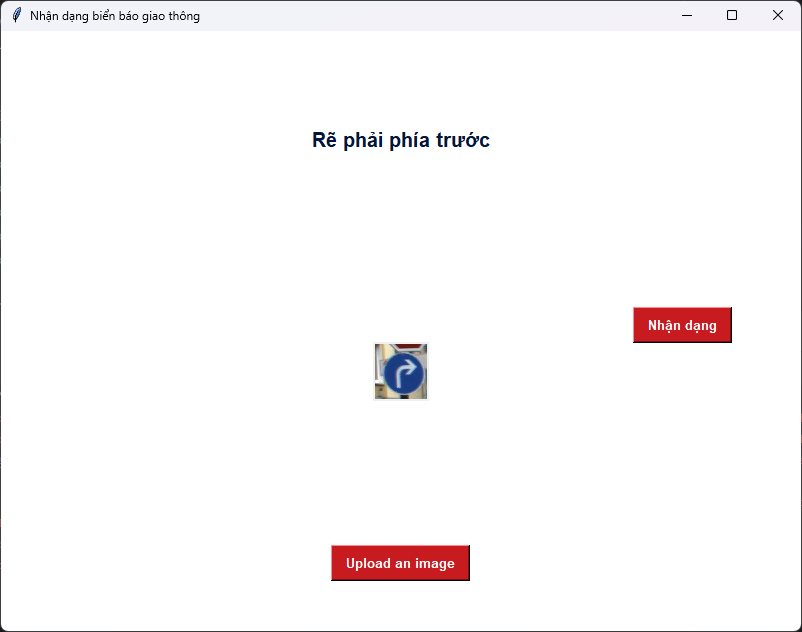 Nhận dạng biển báo giao thông
Rẽ phải phía trước
Nhận dạng
Upload an image